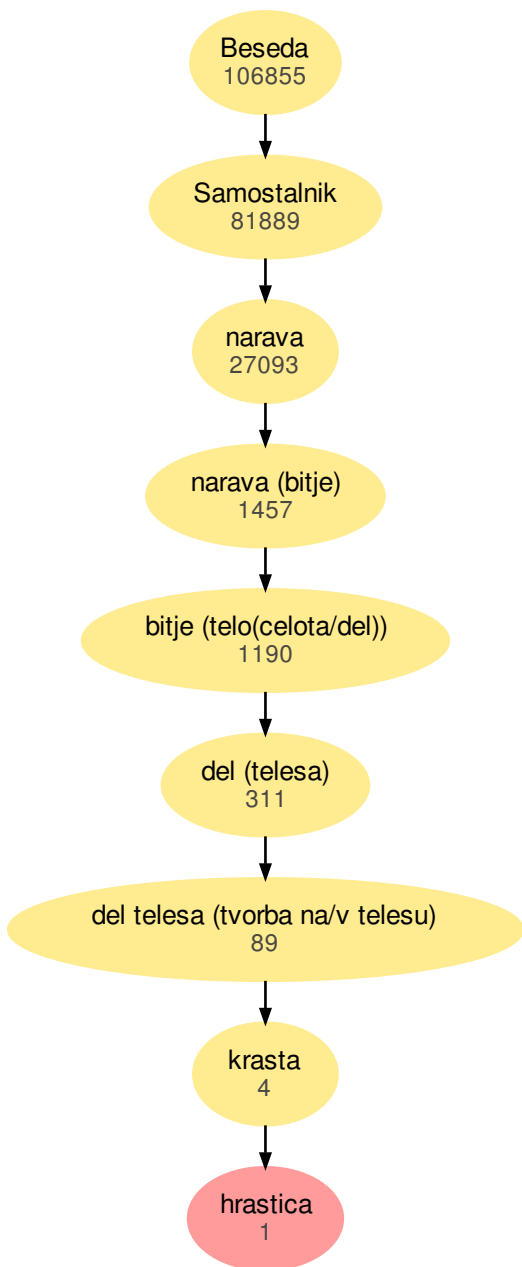 Beseda
106855
Samostalnik
81889
narava
27093
narava (bitje)
1457
bitje (telo(celota/del))
1190
del (telesa)
311
del telesa (tvorba na/v telesu)
89
krasta
4
hrastica
1